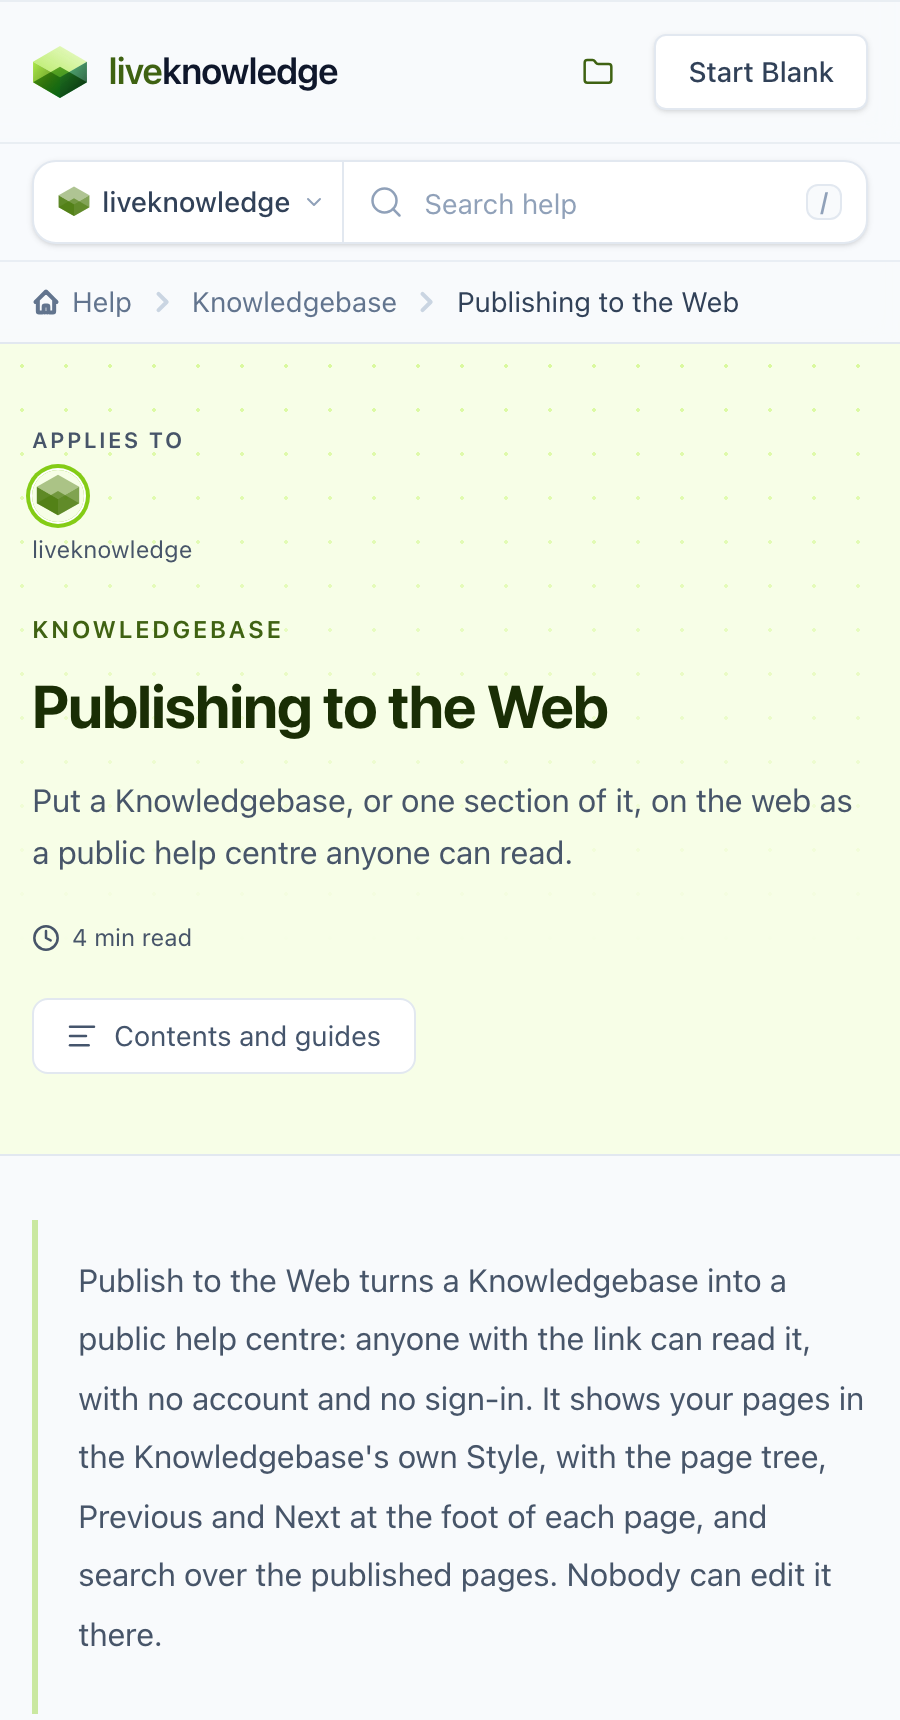 liveknowledge
Start Blank
liveknowledge
Search help
/
Help
Knowledgebase
Publishing to the Web
APPLIES TO
liveknowledge
KNOWLEDGEBASE
Publishing to the Web
Put a Knowledgebase, or one section of it, on the web as
a public help centre anyone can read.
4 min read
Contents and guides
Publish to the Web turns a Knowledgebase into a
public help centre: anyone with the link can read it,
with no account and no sign-in. It shows your pages in
the Knowledgebase's own Style, with the page tree,
Previous and Next at the foot of each page, and
search over the published pages. Nobody can edit it
there.